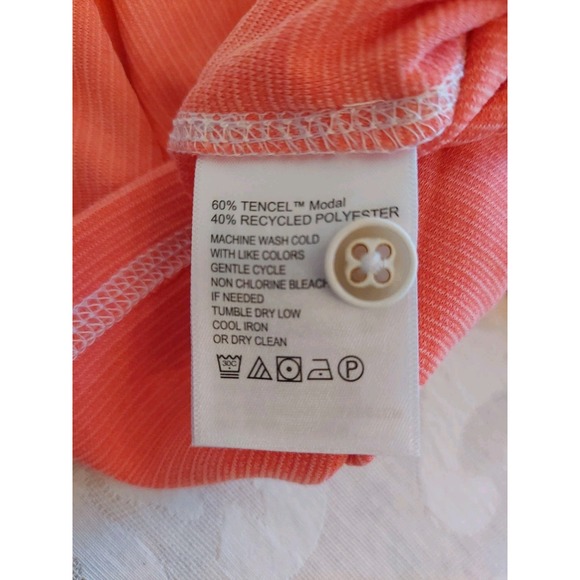 60% TENCEL™ Modal
40% RECYCLED POLYESTER
MACHINE WASH COLD
WITH LIKE COLORS
GENTLE CYCLE
NON CHLORINE BLEACH
IF NEEDED
TUMBLE DRY LOW
COOL IRON
OR DRY CLEAN
30C P